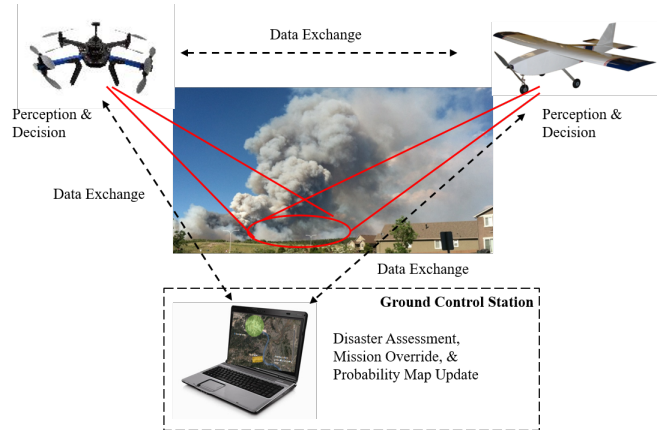 Data Exchange
Perception &
Decision
Perception &
Decision
Data Exchange
Data Exchange
Ground Control Station
Disaster Assessment,
Mission Override, &
Probability Map Update